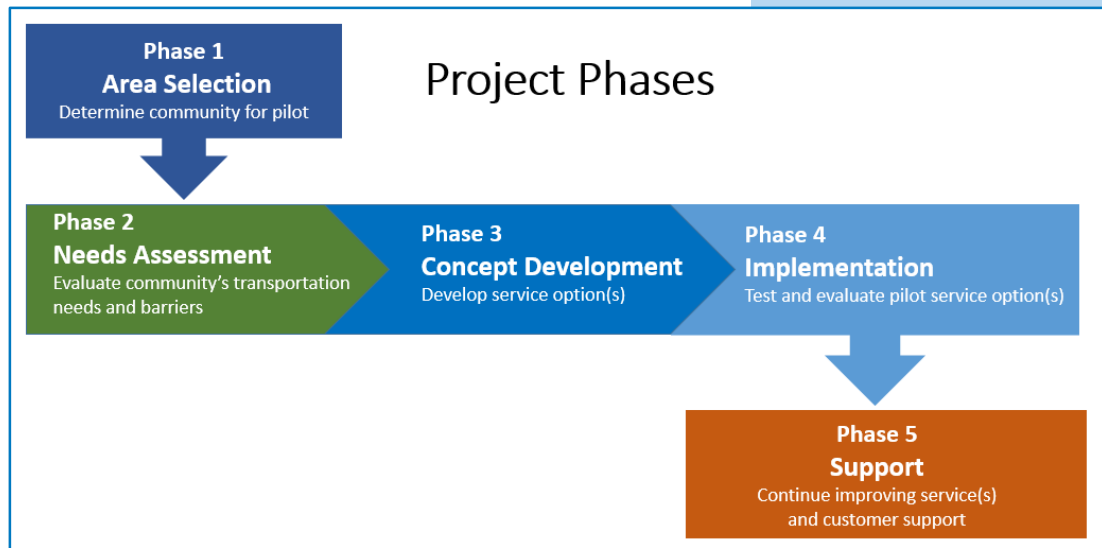 Phase 1
Area Selection
Determine community for pilot
Project Phases
Phase 2
Needs Assessment
Evaluate community's transportation
needs and barriers
Phase 3
Concept Development
Develop service option(s)
Phase 4
Implementation
Test and evaluate pilot service option(s)
Phase 5
Support
Continue improving service(s)
and customer support